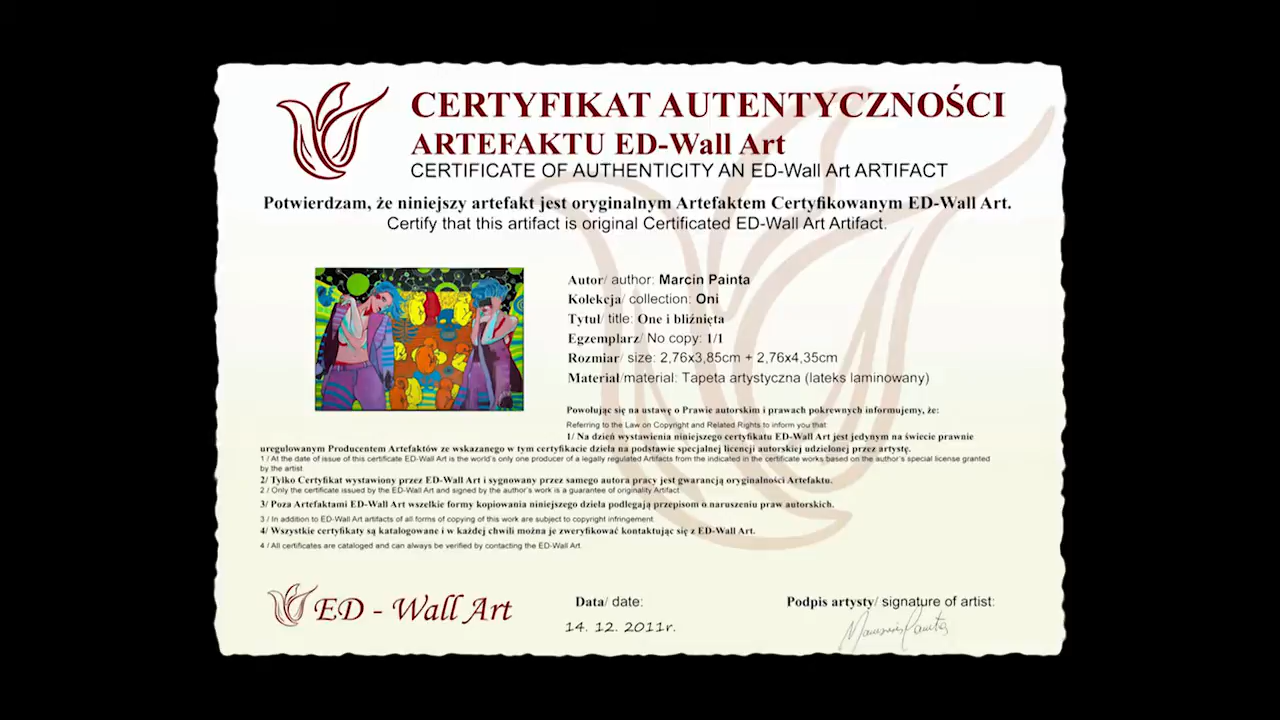 CERTYFIKAT AUTENTYCZNOŚCI
ARTEFAKTU ED-Wall Art
CERTIFICATE OF AUTHENTICITY AN ED-Wall Art ARTIFACT
Potwierdzam, że niniejszy artefakt jest oryginalnym Artefaktem Certyfikowanym ED-Wall Art.
Certify that this artifact is original Certificated ED-Wall Art Artifact.
Autor/ author: Marcin Painta
Kolekcja/ collection: Oni
Tytuł/ title: One i bliźnięta
Egzemplarz/ No copy: 1/1
Rozmiar/ size: 2,76x3,85cm + 2,76x4,35cm
Materiał/material: Tapeta artystyczna (lateks laminowany)
Powołując się na ustawę o Prawie autorskim i prawach pokrewnych informujemy, że:
Referring to the Law on Copyright and Related Rights to inform you that:
1/ Na dzień wystawienia niniejszego certyfikatu ED-Wall Art jest jedynym na świecie prawnie
uregulowanym Producentem Artefaktów ze wskazanego w tym certyfikacie dzieła na podstawie specjalnej licencji autorskiej udzielonej przez artystę.
1 / At the date of issue of this certificate ED-Wall Art is the world's only one producer of a legally regulated Artifacts from the indicated in the certificate works based on the author's special license granted
by the artist
2/ Tylko Certyfikat wystawiony przez ED-Wall Art i sygnowany przez samego autora pracy jest gwarancją oryginalności Artefaktu.
2 / Only the certificate issued by the ED-Wall Art and signed by the author's work is a guarantee of originality Artifact
3/ Poza Artefaktami ED-Wall Art wszelkie formy kopiowania niniejszego dzieła podlegają przepisom o naruszeniu praw autorskich.
3 / In addition to ED-Wall Art artifacts of all forms of copying of this work are subject to copyright infringement.
4/ Wszystkie certyfikaty są katalogowane i w każdej chwili można je zweryfikować kontaktując się z ED-Wall Art.
4 / All certificates are cataloged and can always be verified by contacting the ED-Wall Art
ED - Wall Art
Data/ date:
14. 12. 2011r.
Podpis artysty/ signature of artist: